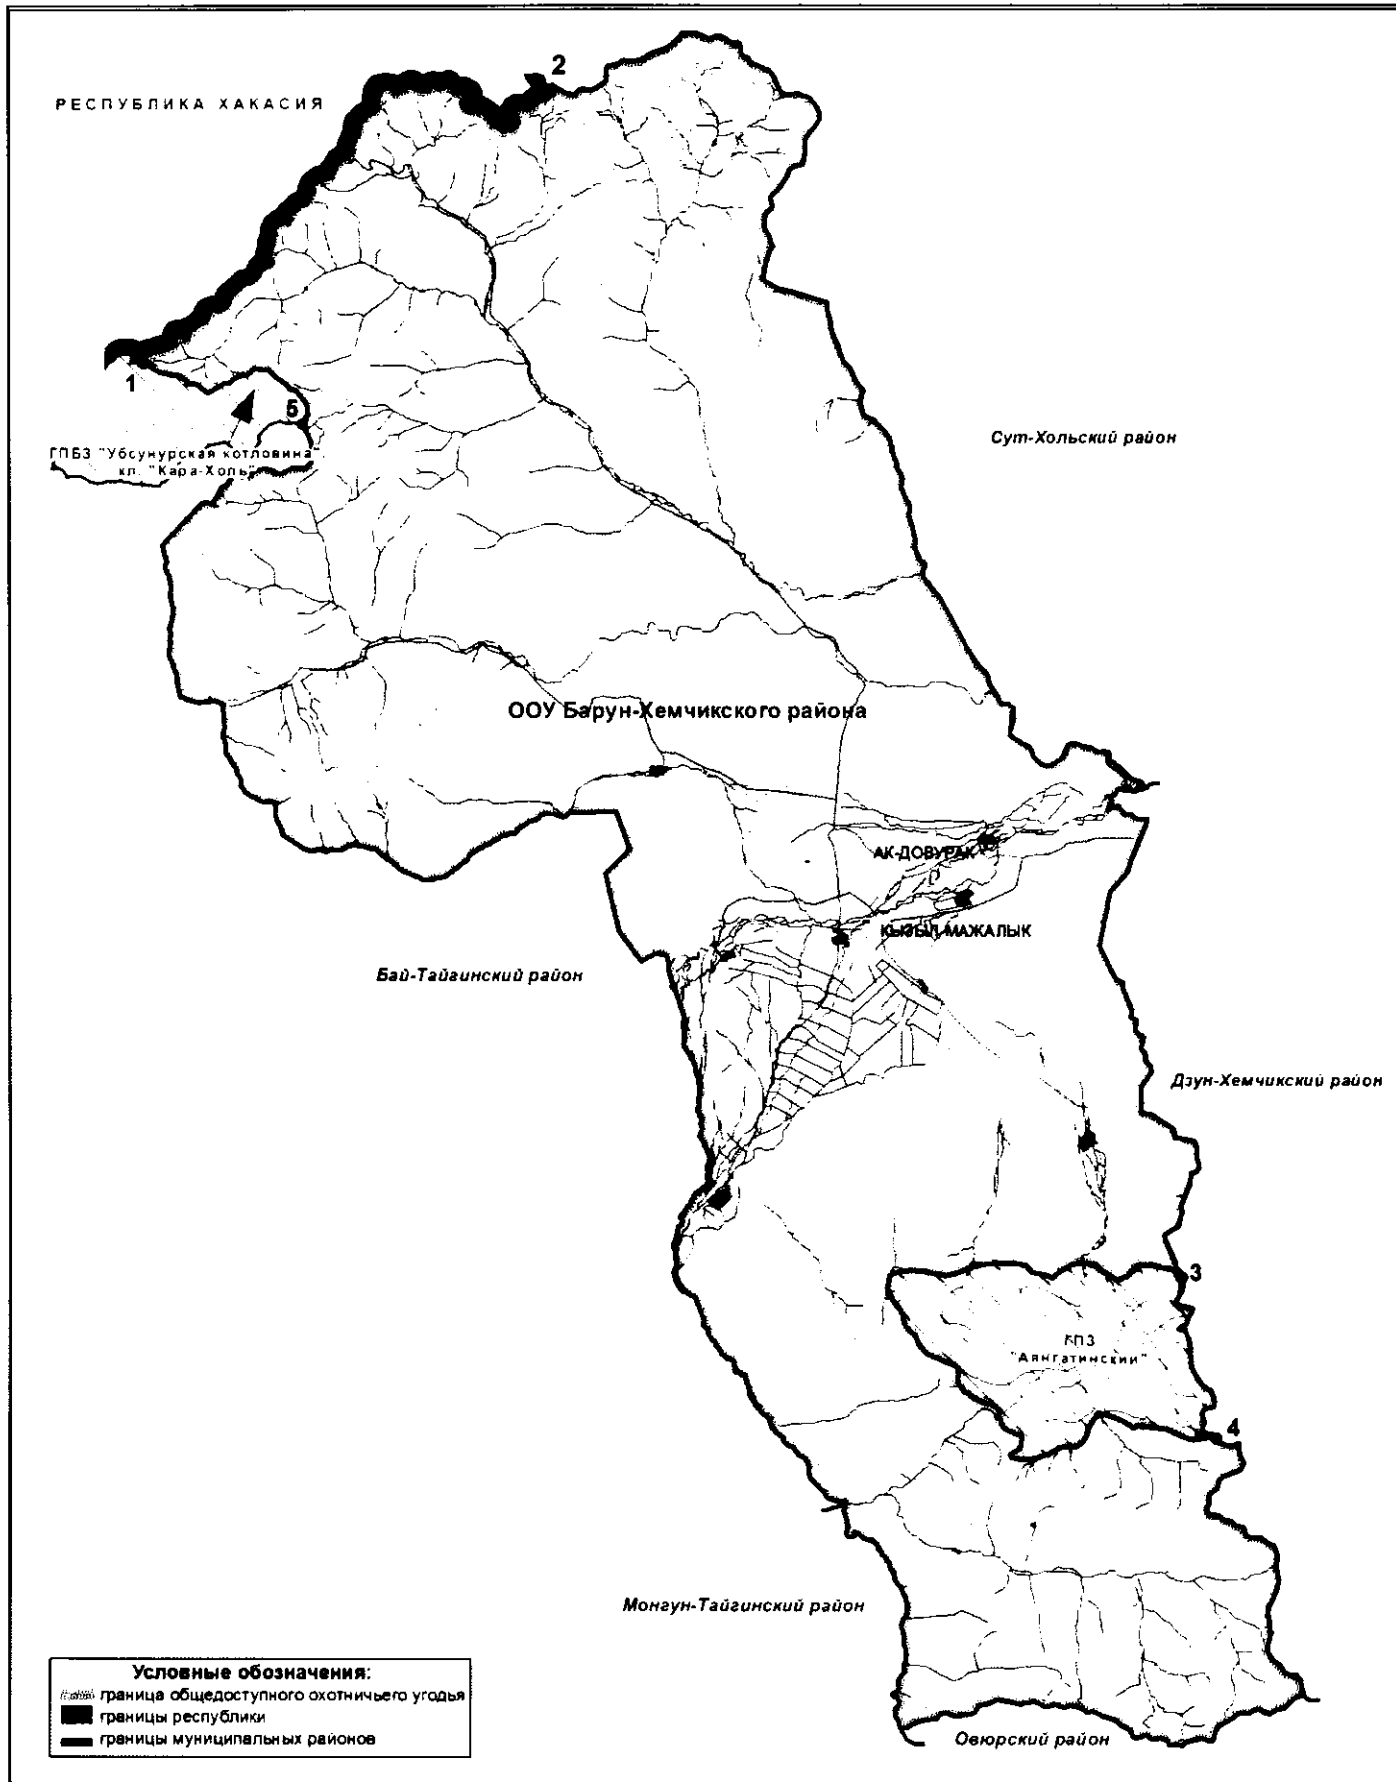 2
РЕСПУБЛИКА ХАКАСИЯ
1
5
Сут-Хольский район
ГПБЗ "Убсунурская котловина"
кл. "Кара-Холь"
ООУ Барун-Хемчикского района
АК-ДОВУРАК
КЫЗЫЛ-МАЖАЛЫК
Бай-Тайгинский район
Дзун-Хемчикский район
3
ГПЗ
"Аянгатинский"
4
Монгун-Тайгинский район
Условные обозначения:
граница общедоступного охотничьего угодья
границы республики
границы муниципальных районов
Овюрский район